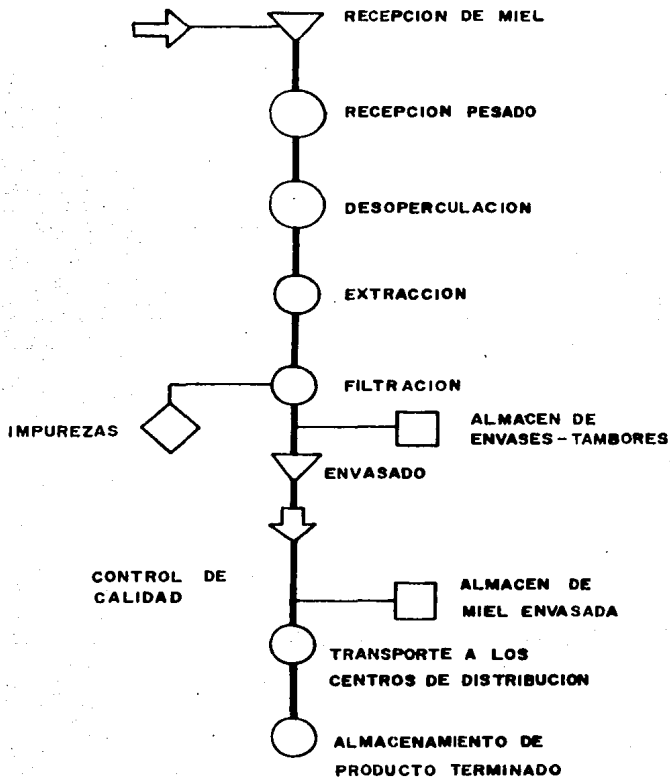 RECEPCION DE MIEL
RECEPCION PESADO
DESOPERCULACION
EXTRACCION
FILTRACION
IMPUREZAS
ALMACEN DE
ENVASES-TAMBORES
ENVASADO
CONTROL DE
CALIDAD
ALMACEN DE
MIEL ENVASADA
TRANSPORTE A LOS
CENTROS DE DISTRIBUCION
ALMACENAMIENTO DE
PRODUCTO TERMINADO